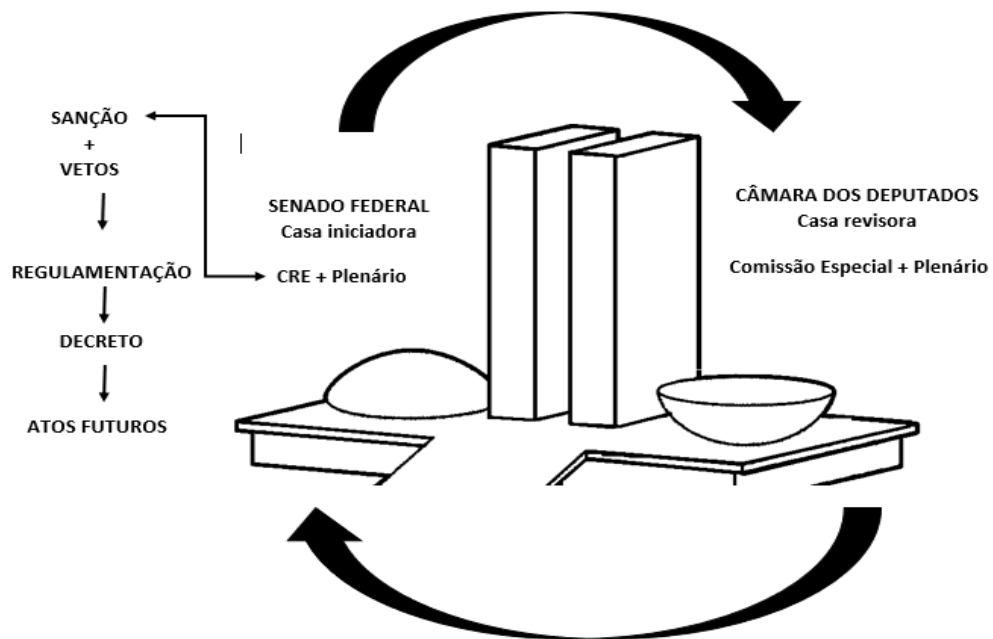 SANÇÃO
+
VETOS
REGULAMENTAÇÃO
DECRETO
ATOS FUTUROS
SENADO FEDERAL
Casa iniciadora
CRE + Plenário
CÂMARA DOS DEPUTADOS
Casa revisora
Comissão Especial + Plenário